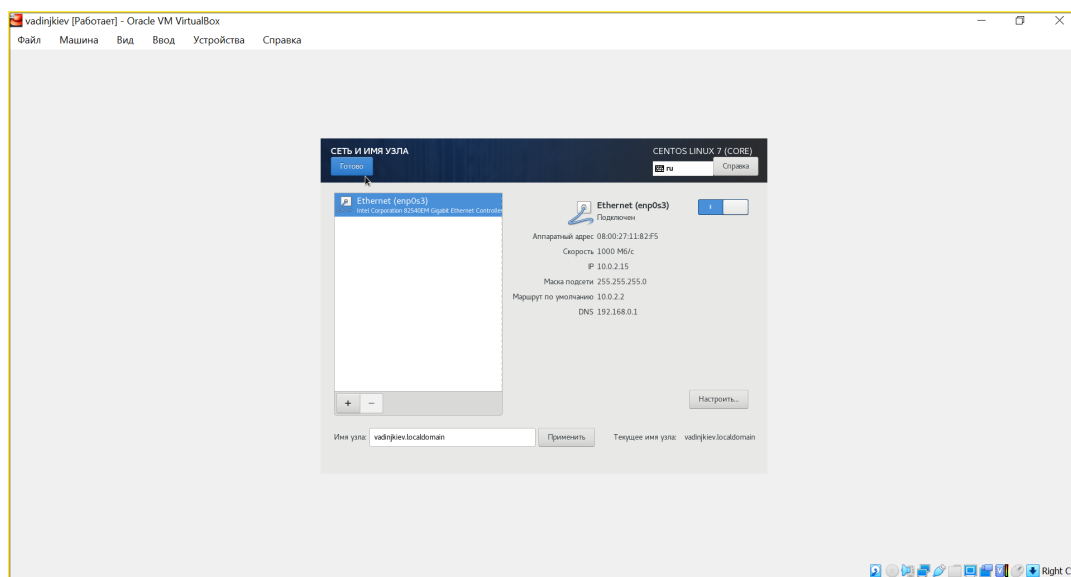 vadinjkiev [Работает] - Oracle VM VirtualBox
Файл Машина Вид Ввод Устройства Справка
СЕТЬ И ИМЯ УЗЛА
CENTOS LINUX 7 (CORE)
Готово
ru
Справка
Ethernet (enp0s3)
Intel Corporation 82540EM Gigabit Ethernet Controller
Ethernet (enp0s3)
Подключен
Аппаратный адрес 08:00:27:11:82:F5
Скорость 1000 Мб/с
IP 10.0.2.15
Маска подсети 255.255.255.0
Маршрут по умолчанию 10.0.2.2
DNS 192.168.0.1
+ −
Настроить...
Имя узла: vadinjkiev.localdomain
Применить
Текущее имя узла: vadinjkiev.localdomain
Right C